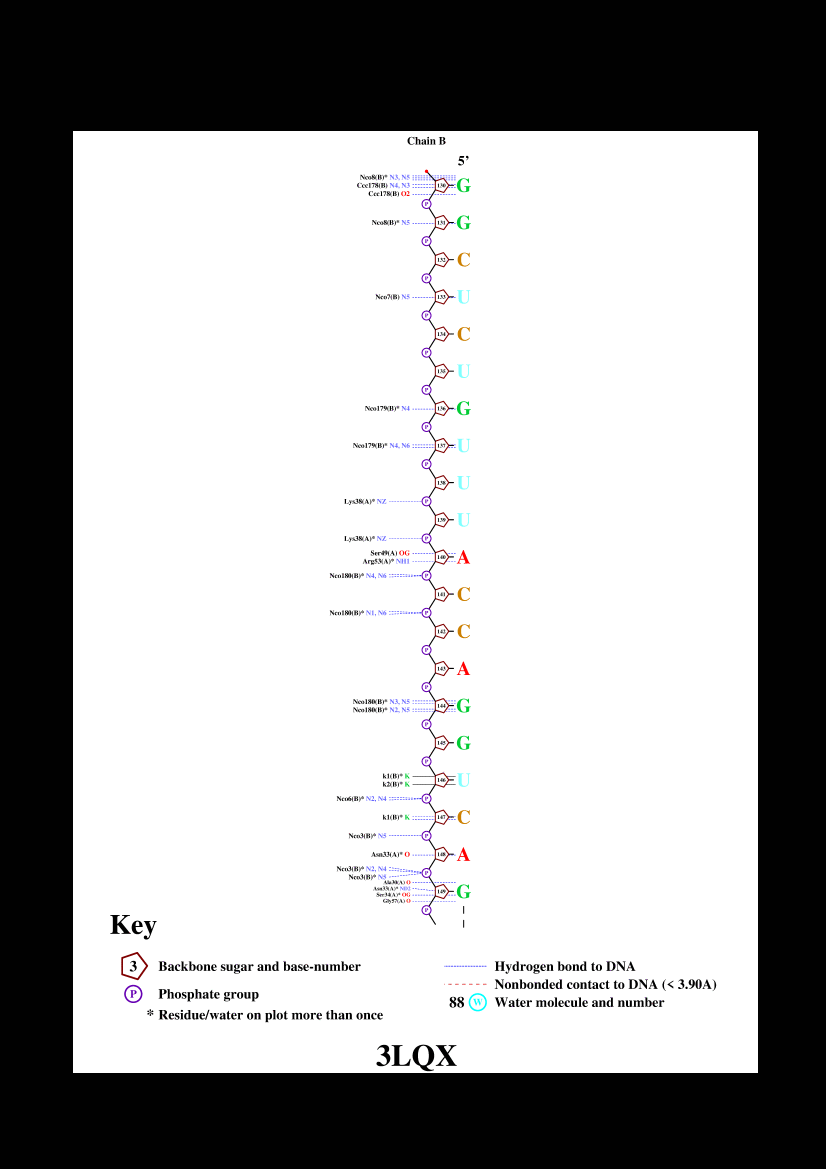 Chain B
5’
Nco8(B)* N3, N5
Ccc178(B) N4, N3
130 G
Ccc178(B) O2
P
Nco8(B)* N5 131 G
P
132 C
P
Nco7(B) N5 133 U
P
134 C
P
135 U
P
Nco179(B)* N4 136 G
P
Nco179(B)* N4, N6 137 U
P
138 U
Lys38(A)* NZ P
139 U
Lys38(A)* NZ P
Ser49(A) OG
140 A
Arg53(A)* NH1
Nco180(B)* N4, N6 P
141 C
Nco180(B)* N1, N6 P
142 C
P
143 A
P
Nco180(B)* N3, N5
144 G
Nco180(B)* N2, N5
P
145 G
P
k1(B)* K
146 U
k2(B)* K
Nco6(B)* N2, N4 P
k1(B)* K 147 C
Nco3(B)* N5 P
Asn33(A)* O 148 A
Nco3(B)* N2, N4
P
Nco3(B)* N5
Ala30(A) O
Asn33(A)* ND2
149 G
Ser34(A)* OG
Gly57(A) O
P
Key
3 Backbone sugar and base-number
P Phosphate group
* Residue/water on plot more than once
Hydrogen bond to DNA
Nonbonded contact to DNA (< 3.90A)
88 W Water molecule and number
3LQX